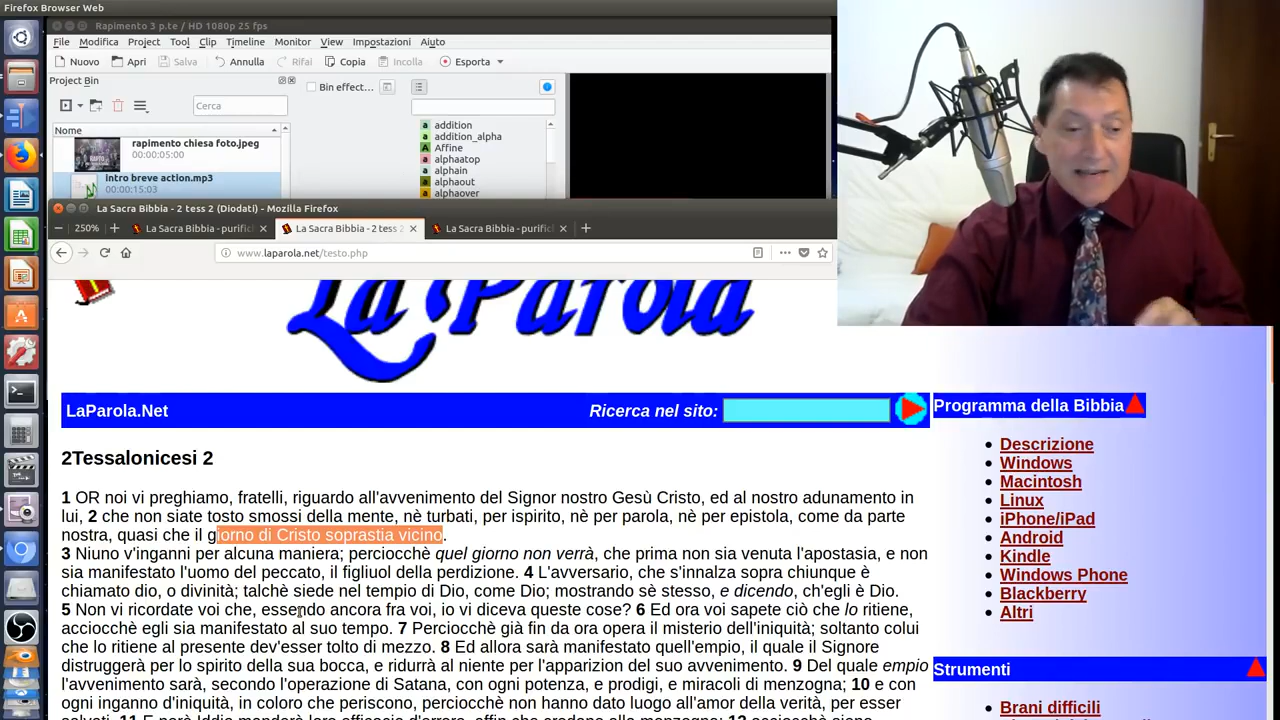 Firefox Browser Web
Rapimento 3 p.te / HD 1080p 25 fps
File Modifica Project Tool Clip Timeline Monitor View Impostazioni Aiuto
Nuovo Apri Salva Annulla Rifai Copia Incolla Esporta
Project Bin
Bin effect...
Cerca
Nome
rapimento chiesa foto.jpeg
00:00:05:00
intro breve action.mp3
00:00:15:03
addition
addition_alpha
Affine
alphaatop
alphain
alphaout
alphaover
La Sacra Bibbia - 2 tess 2 (Diodati) - Mozilla Firefox
250%
La Sacra Bibbia - purific
La Sacra Bibbia - 2 tess 2
La Sacra Bibbia - purific
www.laparola.net/testo.php
La Parola
LaParola.Net
Ricerca nel sito:
2Tessalonicesi 2
1 OR noi vi preghiamo, fratelli, riguardo all'avvenimento del Signor nostro Gesù Cristo, ed al nostro adunamento in
lui, 2 che non siate tosto smossi della mente, nè turbati, per ispirito, nè per parola, nè per epistola, come da parte
nostra, quasi che il giorno di Cristo soprastia vicino.
3 Niuno v'inganni per alcuna maniera; perciocchè quel giorno non verrà, che prima non sia venuta l'apostasia, e non
sia manifestato l'uomo del peccato, il figliuol della perdizione. 4 L'avversario, che s'innalza sopra chiunque è
chiamato dio, o divinità; talchè siede nel tempio di Dio, come Dio; mostrando sè stesso, e dicendo, ch'egli è Dio.
5 Non vi ricordate voi che, essendo ancora fra voi, io vi diceva queste cose? 6 Ed ora voi sapete ciò che lo ritiene,
acciocchè egli sia manifestato al suo tempo. 7 Perciocchè già fin da ora opera il misterio dell'iniquità; soltanto colui
che lo ritiene al presente dev'esser tolto di mezzo. 8 Ed allora sarà manifestato quell'empio, il quale il Signore
distruggerà per lo spirito della sua bocca, e ridurrà al niente per l'apparizion del suo avvenimento. 9 Del quale empio
l'avvenimento sarà, secondo l'operazione di Satana, con ogni potenza, e prodigi, e miracoli di menzogna; 10 e con
ogni inganno d'iniquità, in coloro che periscono, perciocchè non hanno dato luogo all'amor della verità, per
Programma della Bibbia
Descrizione
Windows
Macintosh
Linux
iPhone/iPad
Android
Kindle
Windows Phone
Blackberry
Altri
Strumenti
Brani difficili